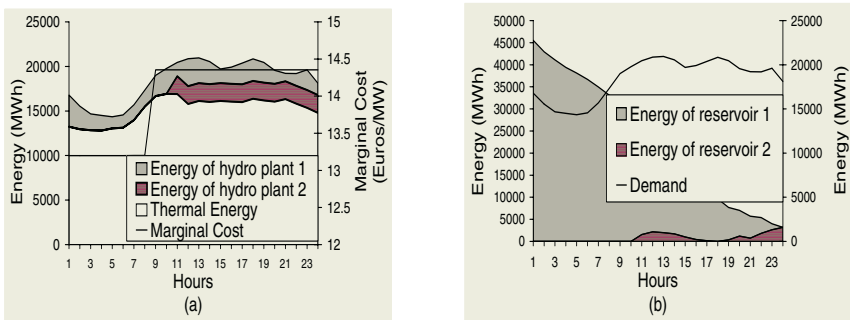 25000
20000
15000
10000
5000
0
Energy (MWh)
15
14.5
14
13.5
13
12.5
12
Marginal Cost
(Euros/MW)
Energy of hydro plant 1
Energy of hydro plant 2
Thermal Energy
Marginal Cost
1 3 5 7 9 11 13 15 17 19 21 23
Hours
(a)
50000
45000
40000
35000
30000
25000
20000
15000
10000
5000
0
Energy (MWh)
25000
20000
15000
10000
5000
0
Energy (MWh)
Energy of reservoir 1
Energy of reservoir 2
Demand
1 3 5 7 9 11 13 15 17 19 21 23
Hours
(b)